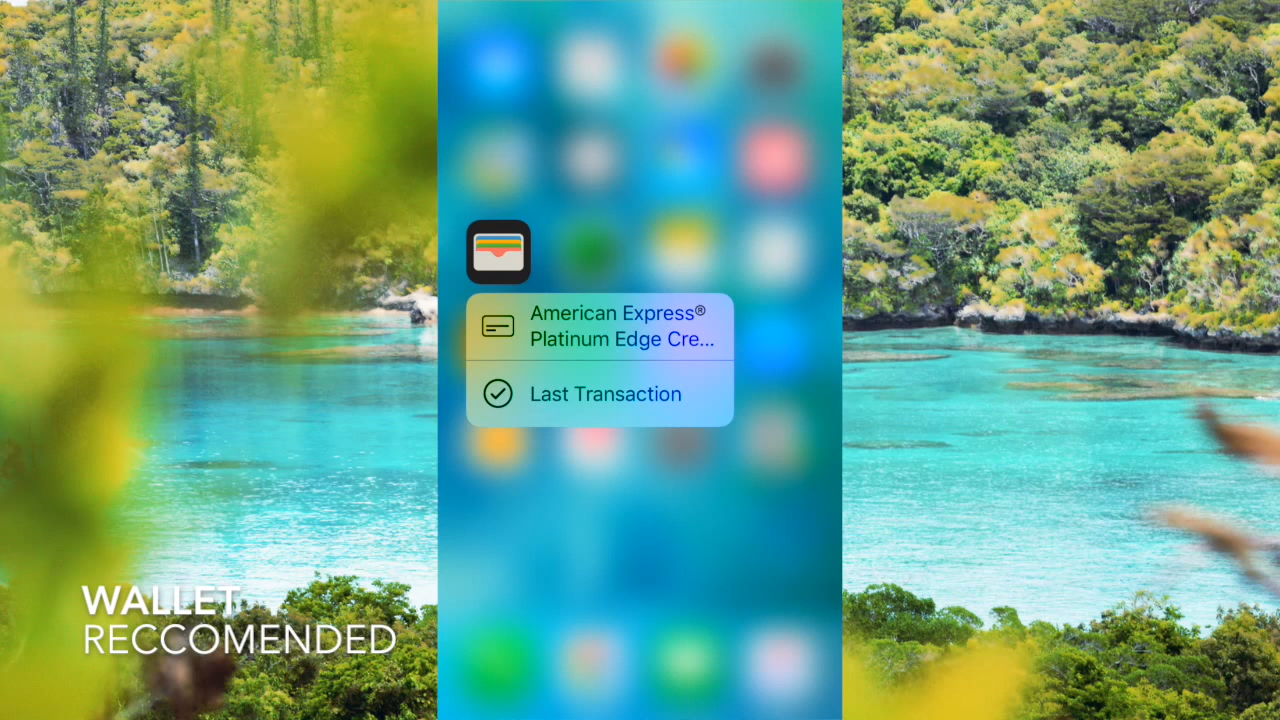 American Express®
Platinum Edge Cre...
Last Transaction
WALLET
RECCOMENDED